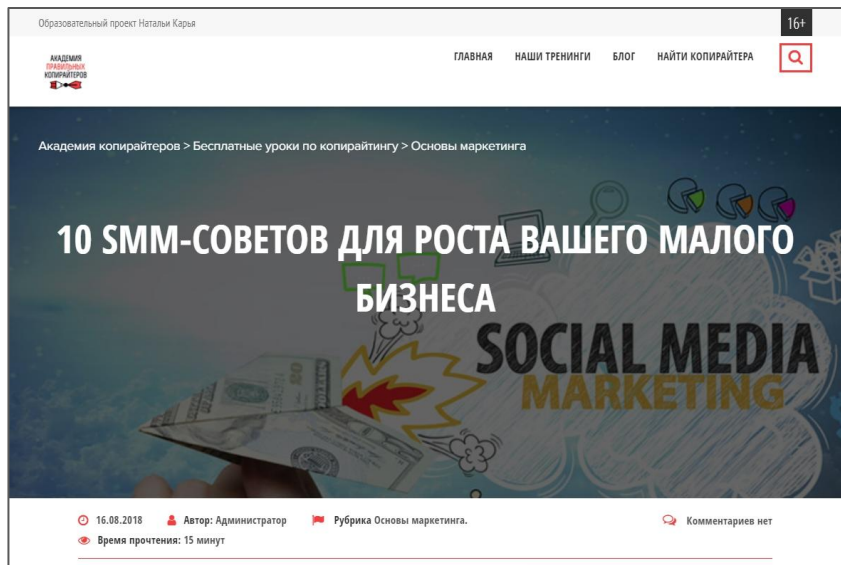 Образовательный проект Натальи Карья
16+
АКАДЕМИЯ
ПРАВИЛЬНЫХ
КОПИРАЙТЕРОВ
ГЛАВНАЯ НАШИ ТРЕНИНГИ БЛОГ НАЙТИ КОПИРАЙТЕРА
Академия копирайтеров > Бесплатные уроки по копирайтингу > Основы маркетинга
10 SMM-СОВЕТОВ ДЛЯ РОСТА ВАШЕГО МАЛОГО
БИЗНЕСА
SOCIAL MEDIA
MARKETING
20
16.08.2018 Автор: Администратор Рубрика Основы маркетинга. Комментариев нет
Время прочтения: 15 минут